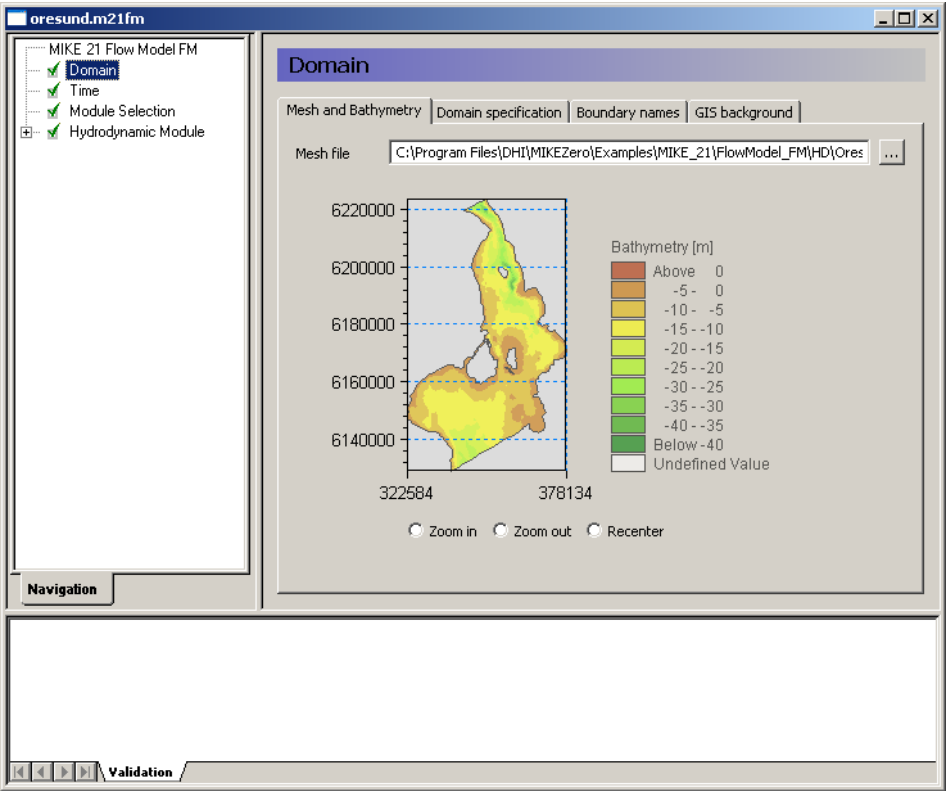 oresund.m21fm
MIKE 21 Flow Model FM
Domain
Time
Module Selection
Hydrodynamic Module
Navigation
Domain
Mesh and Bathymetry Domain specification Boundary names GIS background
Mesh file C:\Program Files\DHI\MIKEZero\Examples\MIKE_21\FlowModel_FM\HD\Ores ...
6220000
6200000
6180000
6160000
6140000
322584 378134
Bathymetry [m]
Above 0
-5 - 0
-10 - -5
-15 - -10
-20 - -15
-25 - -20
-30 - -25
-35 - -30
-40 - -35
Below -40
Undefined Value
Zoom in Zoom out Recenter
Validation